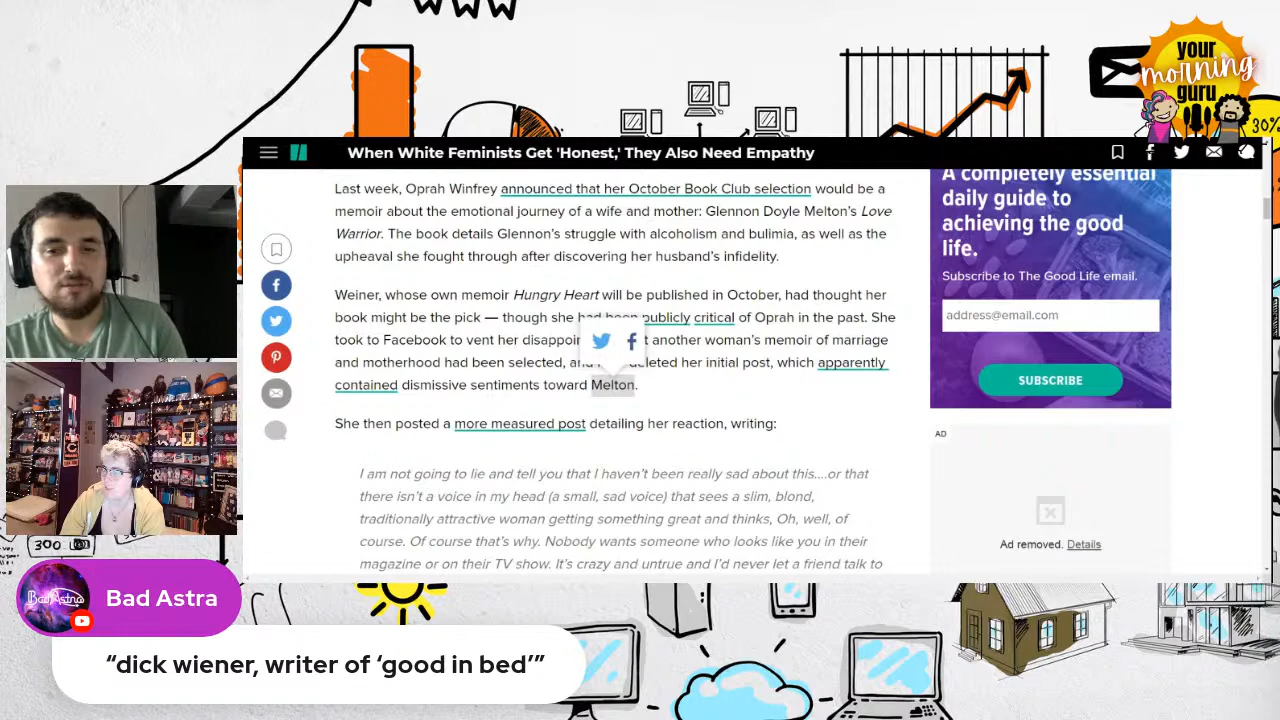 your
morning
guru
30%
When White Feminists Get 'Honest,' They Also Need Empathy
Last week, Oprah Winfrey announced that her October Book Club selection would be a
memoir about the emotional journey of a wife and mother: Glennon Doyle Melton's Love
Warrior. The book details Glennon's struggle with alcoholism and bulimia, as well as the
upheaval she fought through after discovering her husband's infidelity.
Weiner, whose own memoir Hungry Heart will be published in October, had thought her
book might be the pick — though she had been publicly critical of Oprah in the past. She
took to Facebook to vent her another woman's memoir of marriage
and motherhood had been selected, deleted her initial post, which apparently
contained dismissive sentiments toward Melton.
She then posted a more measured post detailing her reaction, writing:
I am not going to lie and tell you that I haven't been really sad about this....or that
there isn't a voice in my head (a small, sad voice) that sees a slim, blond,
traditionally attractive woman getting something great and thinks, Oh, well, of
course. Of course that's why. Nobody wants someone who looks like you in their
magazine or on their TV show. It's crazy and untrue and I'd never let a friend talk to
A completely essential
daily guide to
achieving the good
life.
Subscribe to The Good Life email.
address@email.com
SUBSCRIBE
AD
Ad removed. Details
300
Bad Astra
Bad Astra
"dick wiener, writer of 'good in bed'"